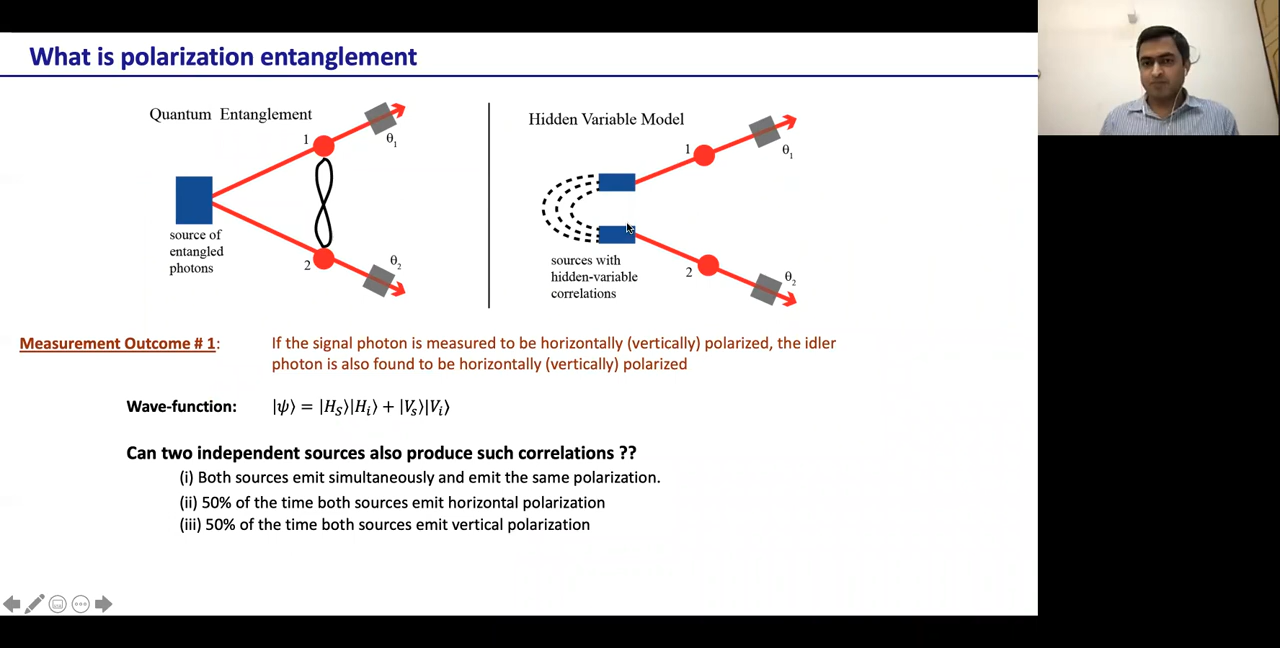 What is polarization entanglement
Quantum Entanglement
1
θ₁
source of
entangled
photons
2
θ₂
Hidden Variable Model
1
θ₁
sources with
hidden-variable
correlations
2
θ₂
Measurement Outcome # 1: If the signal photon is measured to be horizontally (vertically) polarized, the idler
photon is also found to be horizontally (vertically) polarized
Wave-function: |ψ⟩ = |H_S⟩|H_i⟩ + |V_s⟩|V_i⟩
Can two independent sources also produce such correlations ??
(i) Both sources emit simultaneously and emit the same polarization.
(ii) 50% of the time both sources emit horizontal polarization
(iii) 50% of the time both sources emit vertical polarization